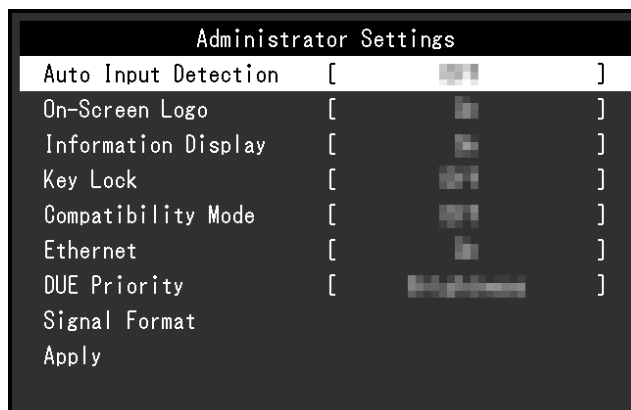 Administrator Settings
Auto Input Detection [ ]
On-Screen Logo [ ]
Information Display [ ]
Key Lock [ ]
Compatibility Mode [ ]
Ethernet [ ]
DUE Priority [ ]
Signal Format
Apply